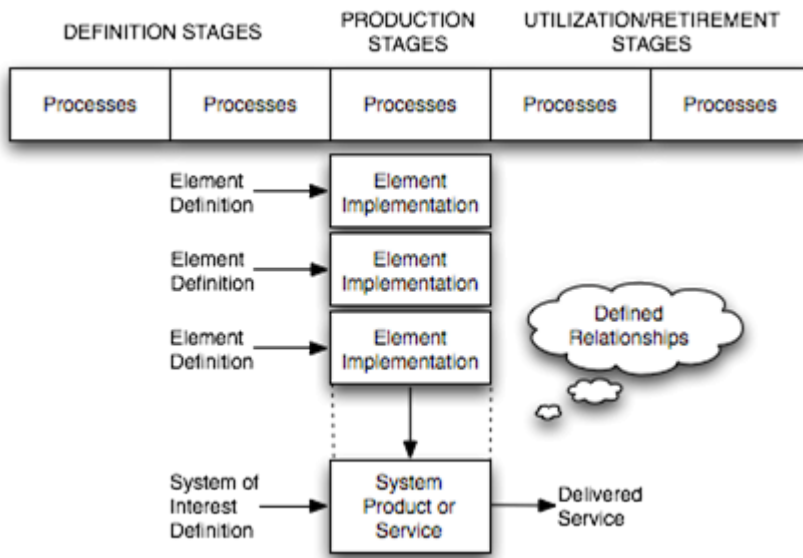 DEFINITION STAGES
PRODUCTION
STAGES
UTILIZATION/RETIREMENT
STAGES
Processes
Processes
Processes
Processes
Processes
Element
Definition
Element
Implementation
Element
Definition
Element
Implementation
Element
Definition
Element
Implementation
Defined
Relationships
System of
Interest
Definition
System
Product or
Service
Delivered
Service